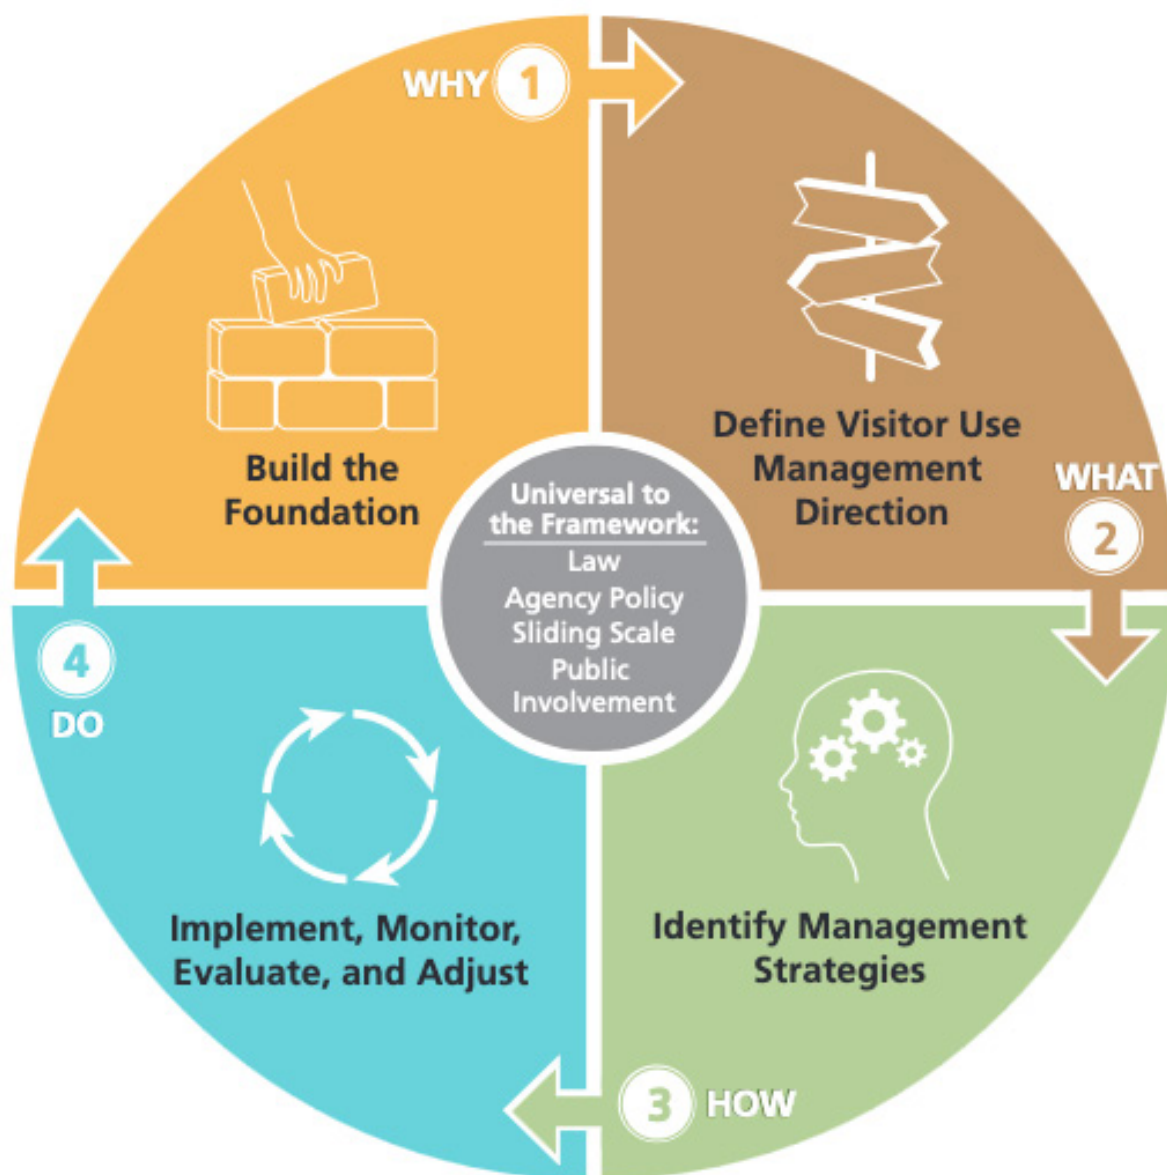 WHY 1
Build the
Foundation
Define Visitor Use
Management
Direction
WHAT
2
Universal to
the Framework:
Law
Agency Policy
Sliding Scale
Public
Involvement
Identify Management
Strategies
3 HOW
Implement, Monitor,
Evaluate, and Adjust
4
DO